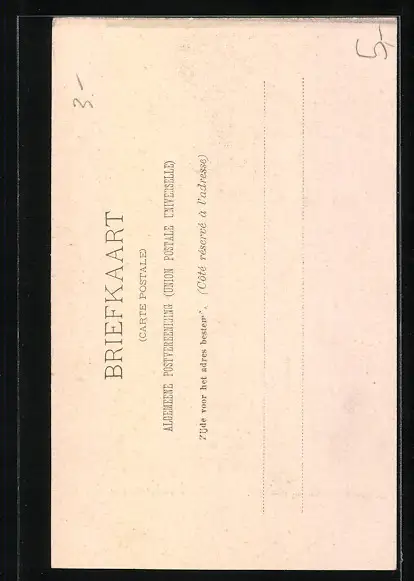 BRIEFKAART
(CARTE POSTALE)
ALGEMEENE POSTVEREENIGING (UNION POSTALE UNIVERSELLE)
Zijde voor het adres bestemd. (Côté réservé à l'adresse)
3.-
5,-